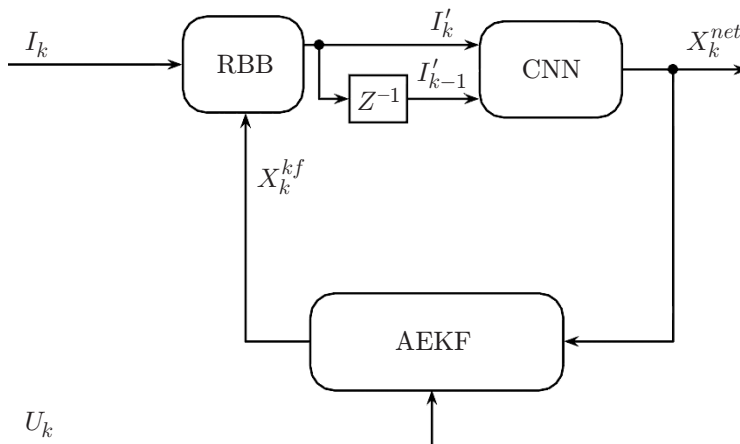 I_k
RBB
I'_k
CNN
X_k^{net}
Z^{-1}
I'_{k-1}
X_k^{kf}
AEKF
U_k